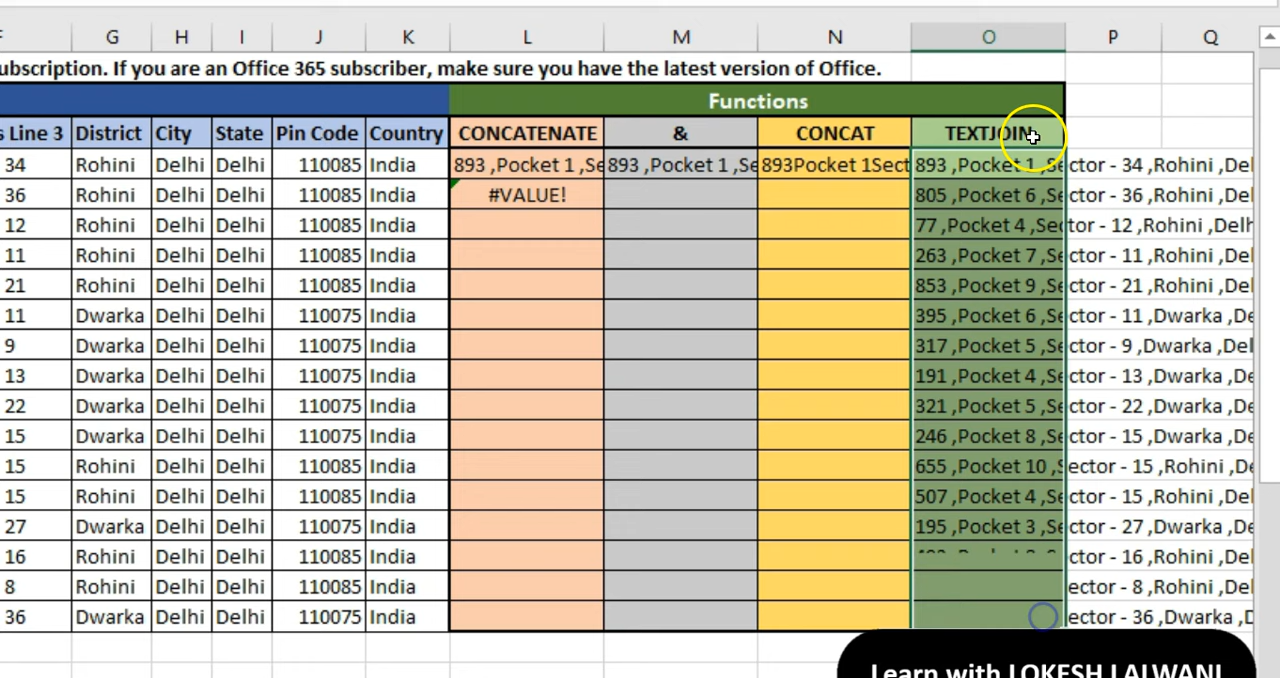 F G H I J K L M N O P Q
ubscription. If you are an Office 365 subscriber, make sure you have the latest version of Office.
Functions
s Line 3 District City State Pin Code Country CONCATENATE & CONCAT TEXTJOIN
34 Rohini Delhi Delhi 110085 India 893 ,Pocket 1 ,Se 893 ,Pocket 1 ,Se 893Pocket 1Sect 893 ,Pocket 1 ,Sector - 34 ,Rohini ,Del
36 Rohini Delhi Delhi 110085 India #VALUE! 805 ,Pocket 6 ,Sector - 36 ,Rohini ,Del
12 Rohini Delhi Delhi 110085 India 77 ,Pocket 4 ,Sector - 12 ,Rohini ,Delh
11 Rohini Delhi Delhi 110085 India 263 ,Pocket 7 ,Sector - 11 ,Rohini ,Del
21 Rohini Delhi Delhi 110085 India 853 ,Pocket 9 ,Sector - 21 ,Rohini ,Del
11 Dwarka Delhi Delhi 110075 India 395 ,Pocket 6 ,Sector - 11 ,Dwarka ,De
9 Dwarka Delhi Delhi 110075 India 317 ,Pocket 5 ,Sector - 9 ,Dwarka ,Del
13 Dwarka Delhi Delhi 110075 India 191 ,Pocket 4 ,Sector - 13 ,Dwarka ,De
22 Dwarka Delhi Delhi 110075 India 321 ,Pocket 5 ,Sector - 22 ,Dwarka ,De
15 Dwarka Delhi Delhi 110075 India 246 ,Pocket 8 ,Sector - 15 ,Dwarka ,De
15 Rohini Delhi Delhi 110085 India 655 ,Pocket 10 ,Sector - 15 ,Rohini ,De
15 Rohini Delhi Delhi 110085 India 507 ,Pocket 4 ,Sector - 15 ,Rohini ,De
27 Dwarka Delhi Delhi 110075 India 195 ,Pocket 3 ,Sector - 27 ,Dwarka ,De
16 Rohini Delhi Delhi 110085 India ector - 16 ,Rohini ,De
8 Rohini Delhi Delhi 110085 India ector - 8 ,Rohini ,Del
36 Dwarka Delhi Delhi 110075 India ector - 36 ,Dwarka ,D
Learn with LOKESH LALWANI